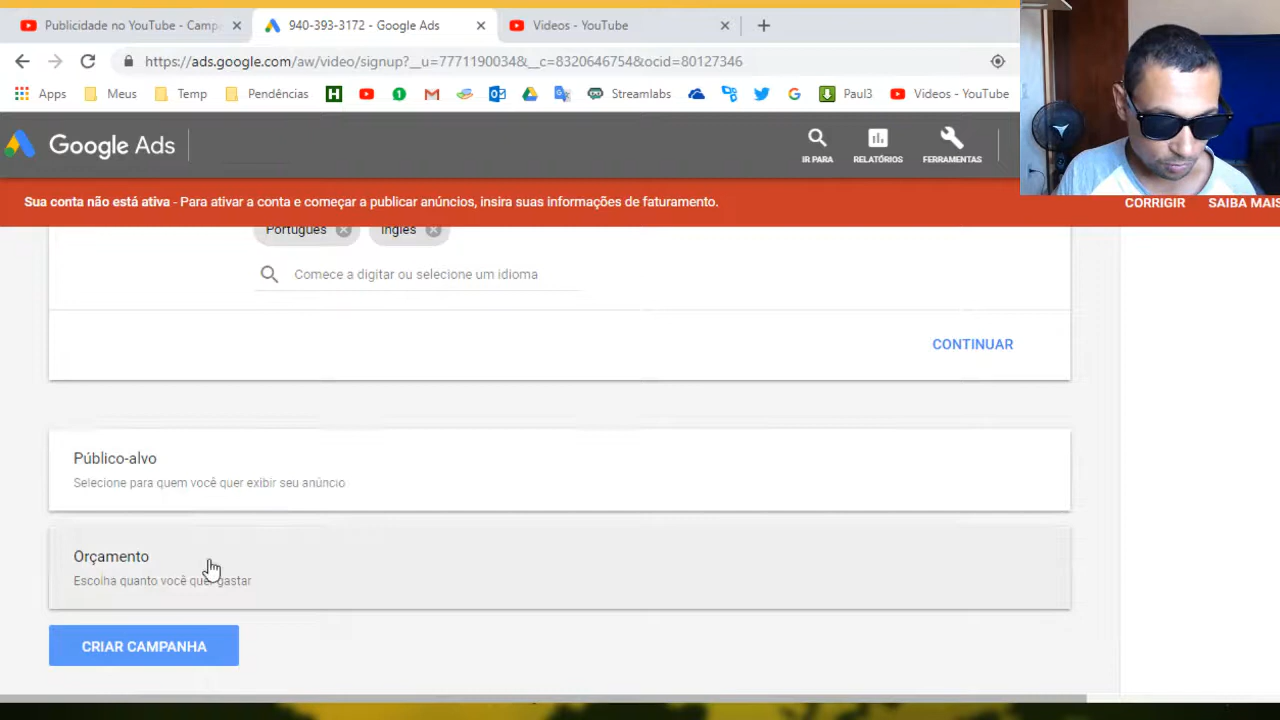 Publicidade no YouTube - Camp
940-393-3172 - Google Ads
Videos - YouTube
https://ads.google.com/aw/video/signup?__u=7771190034&__c=8320646754&ocid=80127346
Apps
Meus
Temp
Pendências
Streamlabs
Paul3
Videos - YouTube
Google Ads
IR PARA
RELATÓRIOS
FERRAMENTAS
Sua conta não está ativa - Para ativar a conta e começar a publicar anúncios, insira suas informações de faturamento.
CORRIGIR
SAIBA MAIS
Português
Inglês
Comece a digitar ou selecione um idioma
CONTINUAR
Público-alvo
Selecione para quem você quer exibir seu anúncio
Orçamento
Escolha quanto você quer gastar
CRIAR CAMPANHA